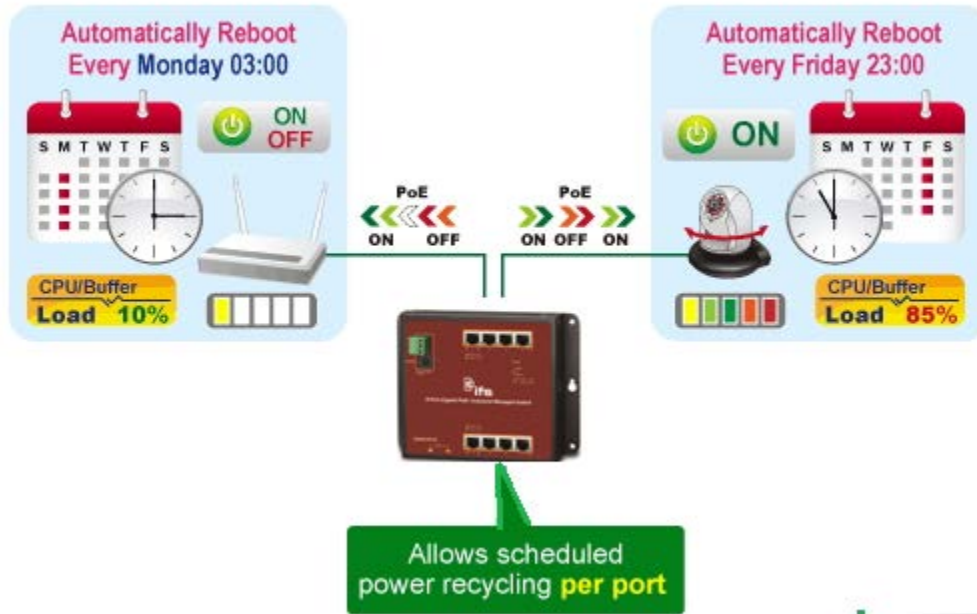 Automatically Reboot
Every Monday 03:00
S M T W T F S
ON
OFF
CPU/Buffer
Load 10%
PoE
ON OFF
PoE
ON OFF ON
Automatically Reboot
Every Friday 23:00
ON
S M T W T F S
CPU/Buffer
Load 85%
ifs
Allows scheduled
power recycling per port